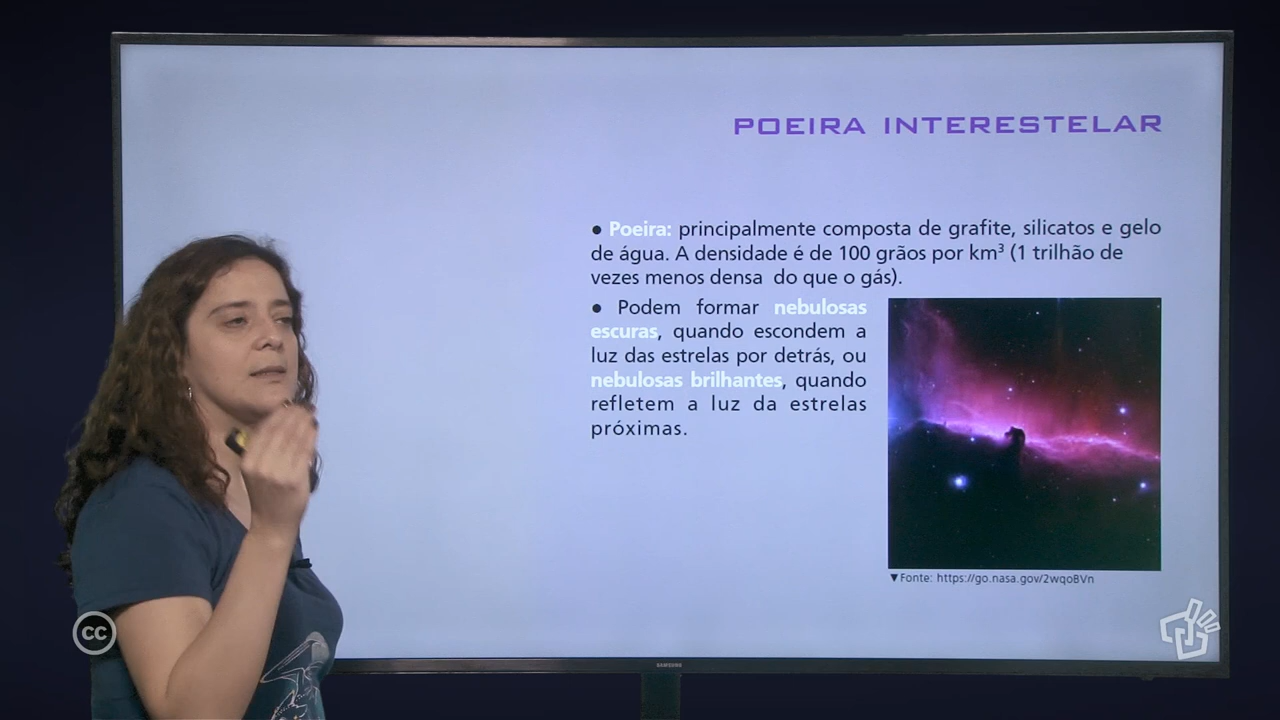 POEIRA INTERESTELAR
● Poeira: principalmente composta de grafite, silicatos e gelo
de água. A densidade é de 100 grãos por km³ (1 trilhão de
vezes menos densa do que o gás).
● Podem formar nebulosas
escuras, quando escondem a
luz das estrelas por detrás, ou
nebulosas brilhantes, quando
refletem a luz da estrelas
próximas.
▼Fonte: https://go.nasa.gov/2wqoBVn
cc
SAMSUNG